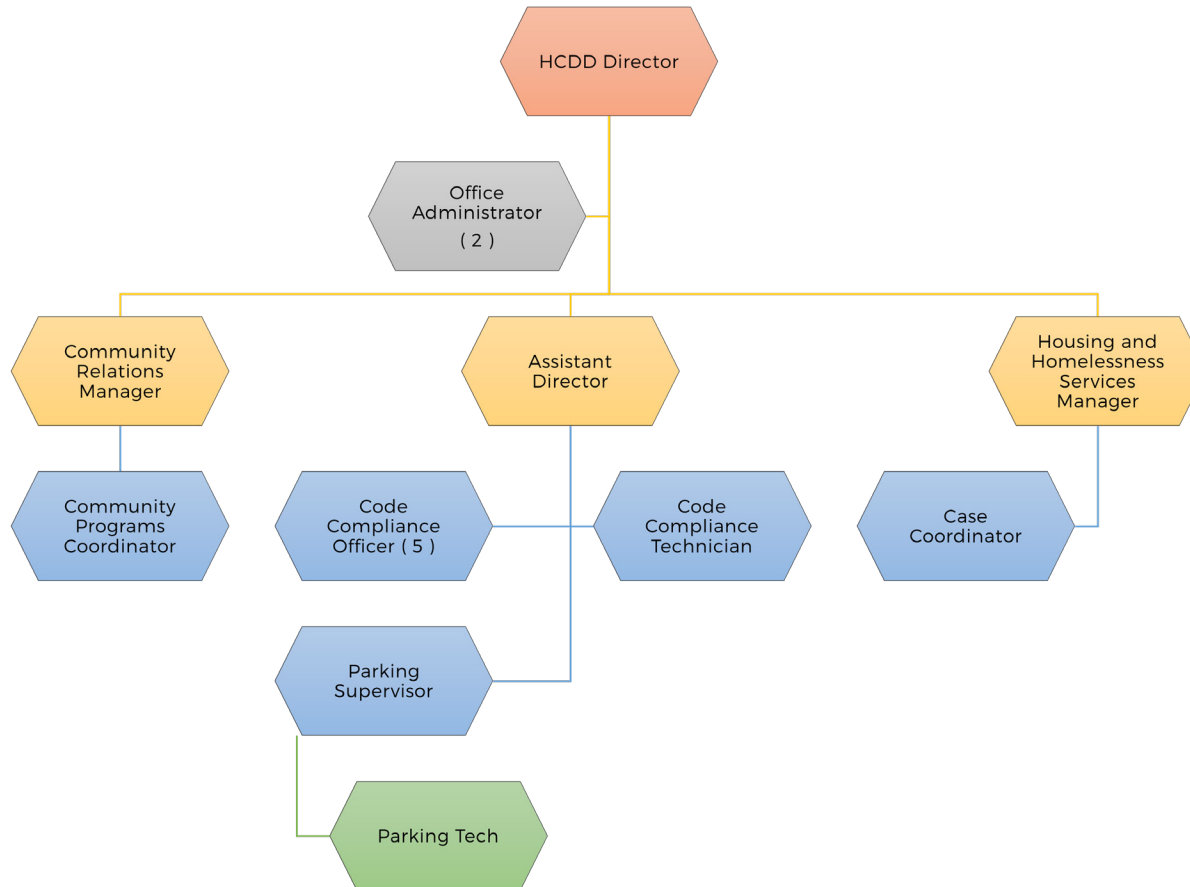 HCDD Director
Office
Administrator
( 2 )
Community
Relations
Manager
Assistant
Director
Housing and
Homelessness
Services
Manager
Community
Programs
Coordinator
Code
Compliance
Officer ( 5 )
Code
Compliance
Technician
Case
Coordinator
Parking
Supervisor
Parking Tech